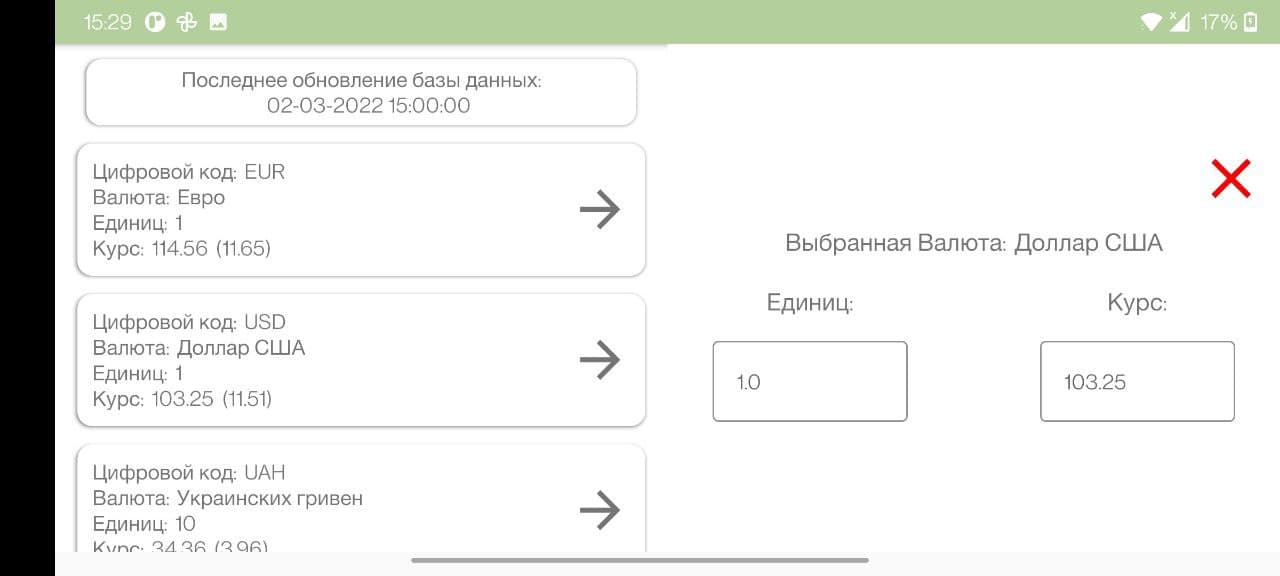 15:29
17%
Последнее обновление базы данных:
02-03-2022 15:00:00
Цифровой код: EUR
Валюта: Евро
Единиц: 1
Курс: 114.56 (11.65)
Цифровой код: USD
Валюта: Доллар США
Единиц: 1
Курс: 103.25 (11.51)
Цифровой код: UAH
Валюта: Украинских гривен
Единиц: 10
Курс: 34.36 (3.96)
Выбранная Валюта: Доллар США
Единиц:
Курс:
1.0
103.25